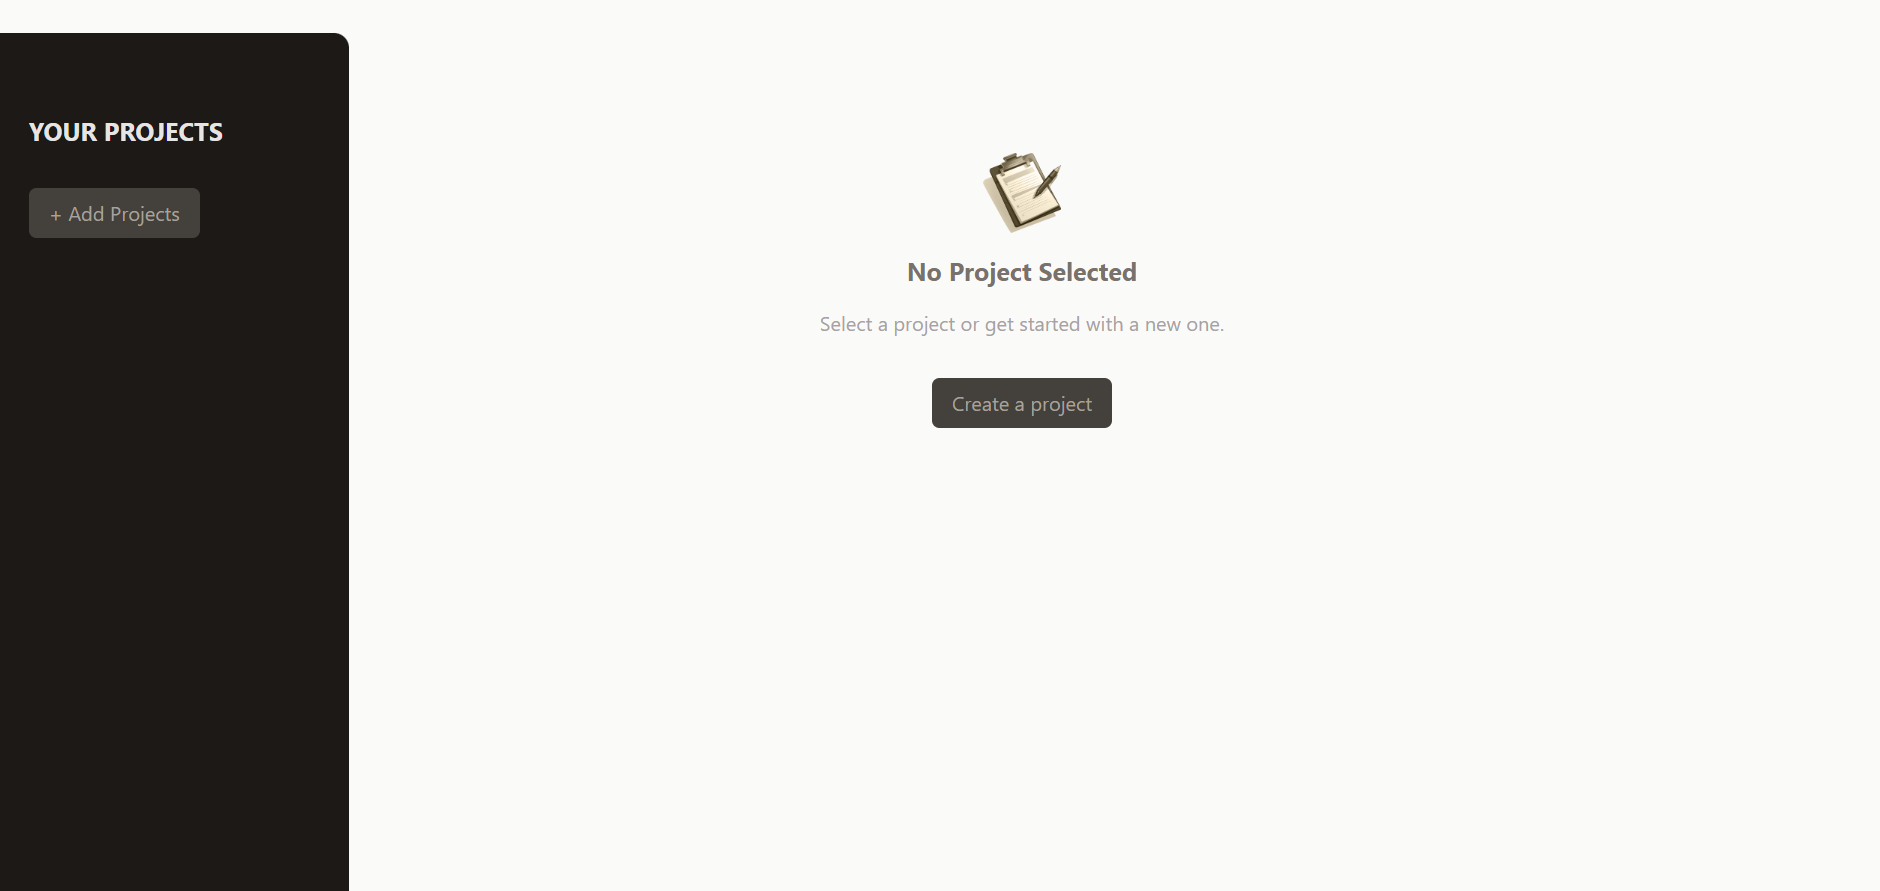 YOUR PROJECTS
+ Add Projects
No Project Selected
Select a project or get started with a new one.
Create a project